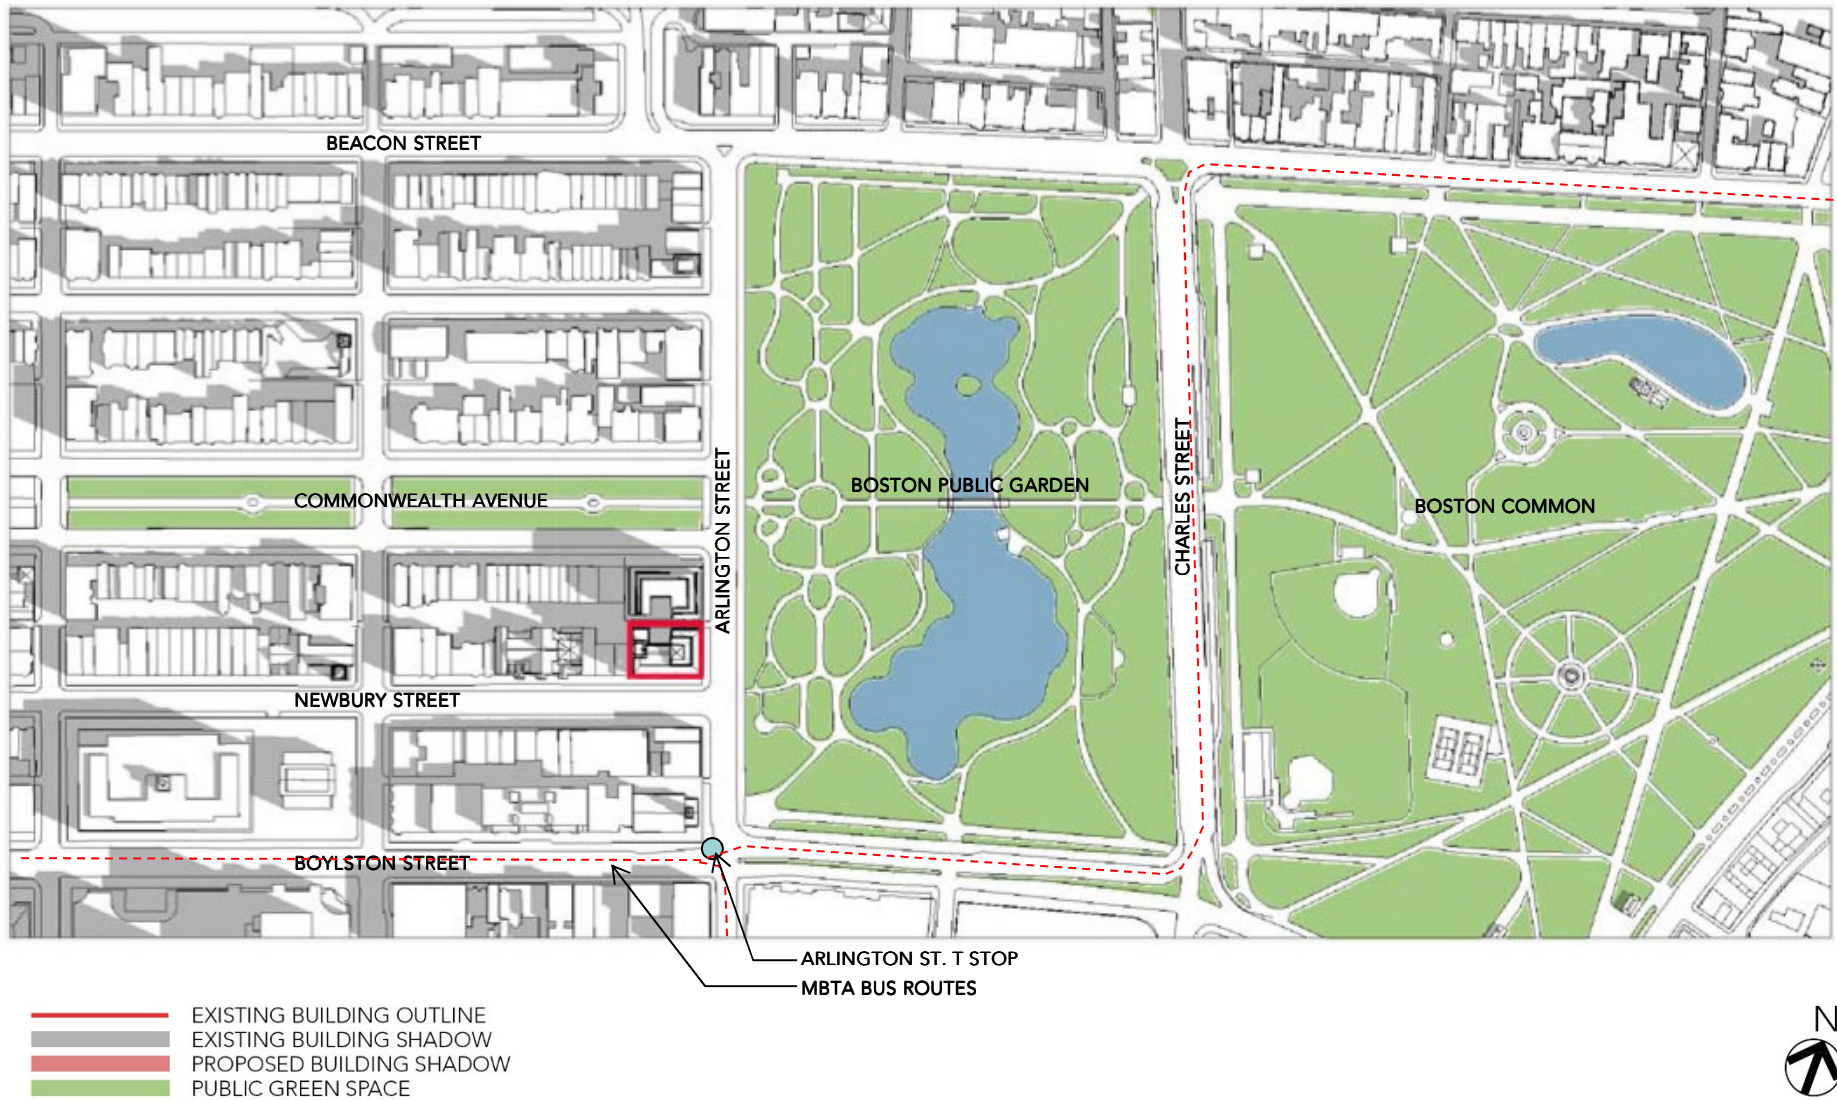 BEACON STREET
COMMONWEALTH AVENUE
ARLINGTON STREET
BOSTON PUBLIC GARDEN
CHARLES STREET
BOSTON COMMON
NEWBURY STREET
BOYLSTON STREET
ARLINGTON ST. T STOP
MBTA BUS ROUTES
EXISTING BUILDING OUTLINE
EXISTING BUILDING SHADOW
PROPOSED BUILDING SHADOW
PUBLIC GREEN SPACE
N